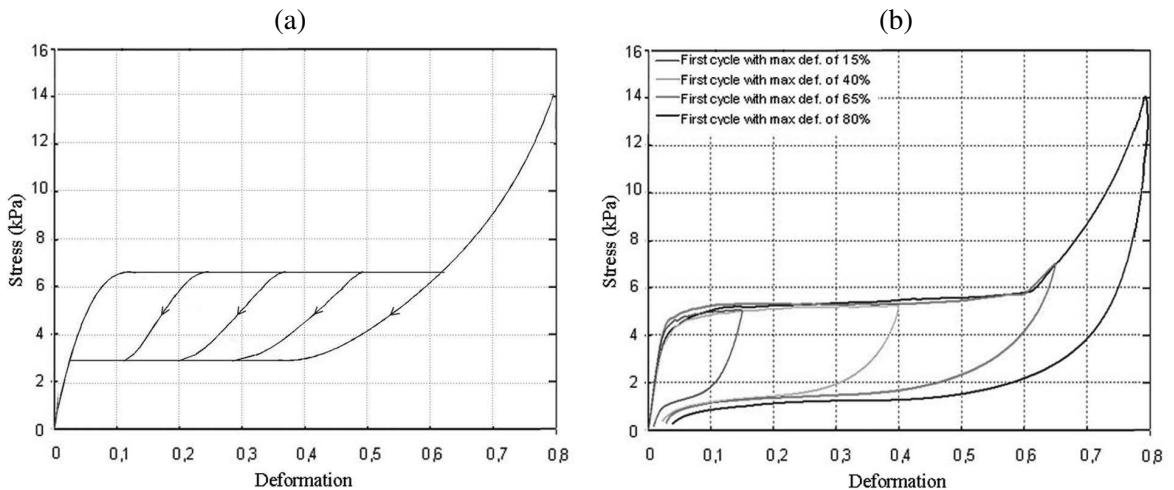 (a)
16
14
12
10
8
6
4
2
0
Stress (kPa)
0 0,1 0,2 0,3 0,4 0,5 0,6 0,7 0,8
Deformation
(b)
16
14
12
10
8
6
4
2
0
Stress (kPa)
First cycle with max def. of 15%
First cycle with max def. of 40%
First cycle with max def. of 65%
First cycle with max def. of 80%
0 0,1 0,2 0,3 0,4 0,5 0,6 0,7 0,8
Deformation